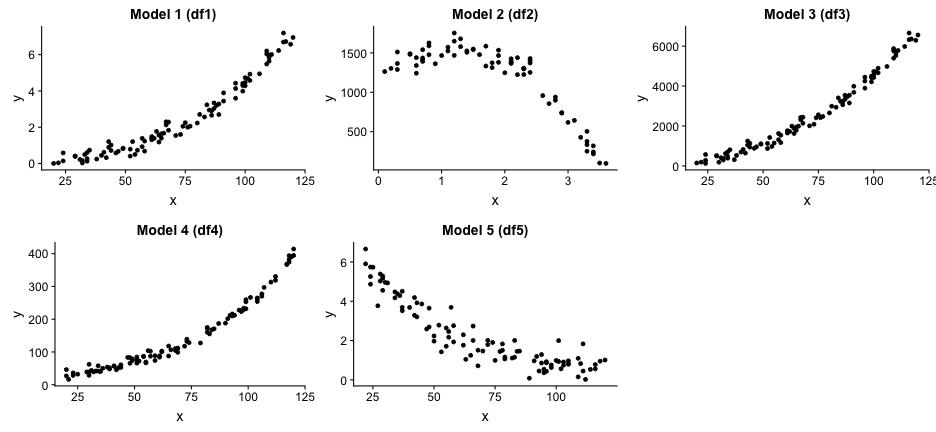 Model 1 (df1)
6
4
2
0
y
25 50 75 100 125
x
Model 2 (df2)
1500
1000
500
y
0 1 2 3
x
Model 3 (df3)
6000
4000
2000
0
y
25 50 75 100 125
x
Model 4 (df4)
400
300
200
100
0
y
25 50 75 100 125
x
Model 5 (df5)
6
4
2
0
y
25 50 75 100
x